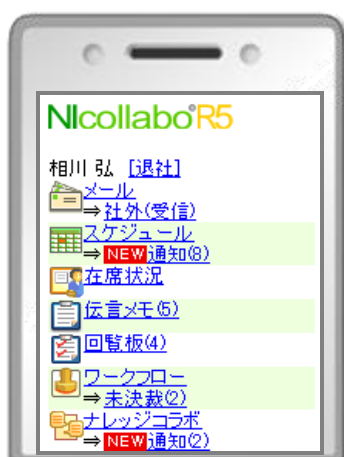 NIcollabo R5
相川 弘 [退社]
メール
⇒社外(受信)
スケジュール
⇒NEW通知(8)
在席状況
伝言メモ(5)
回覧板(4)
ワークフロー
⇒未決裁(2)
ナレッジコラボ
⇒NEW通知(2)